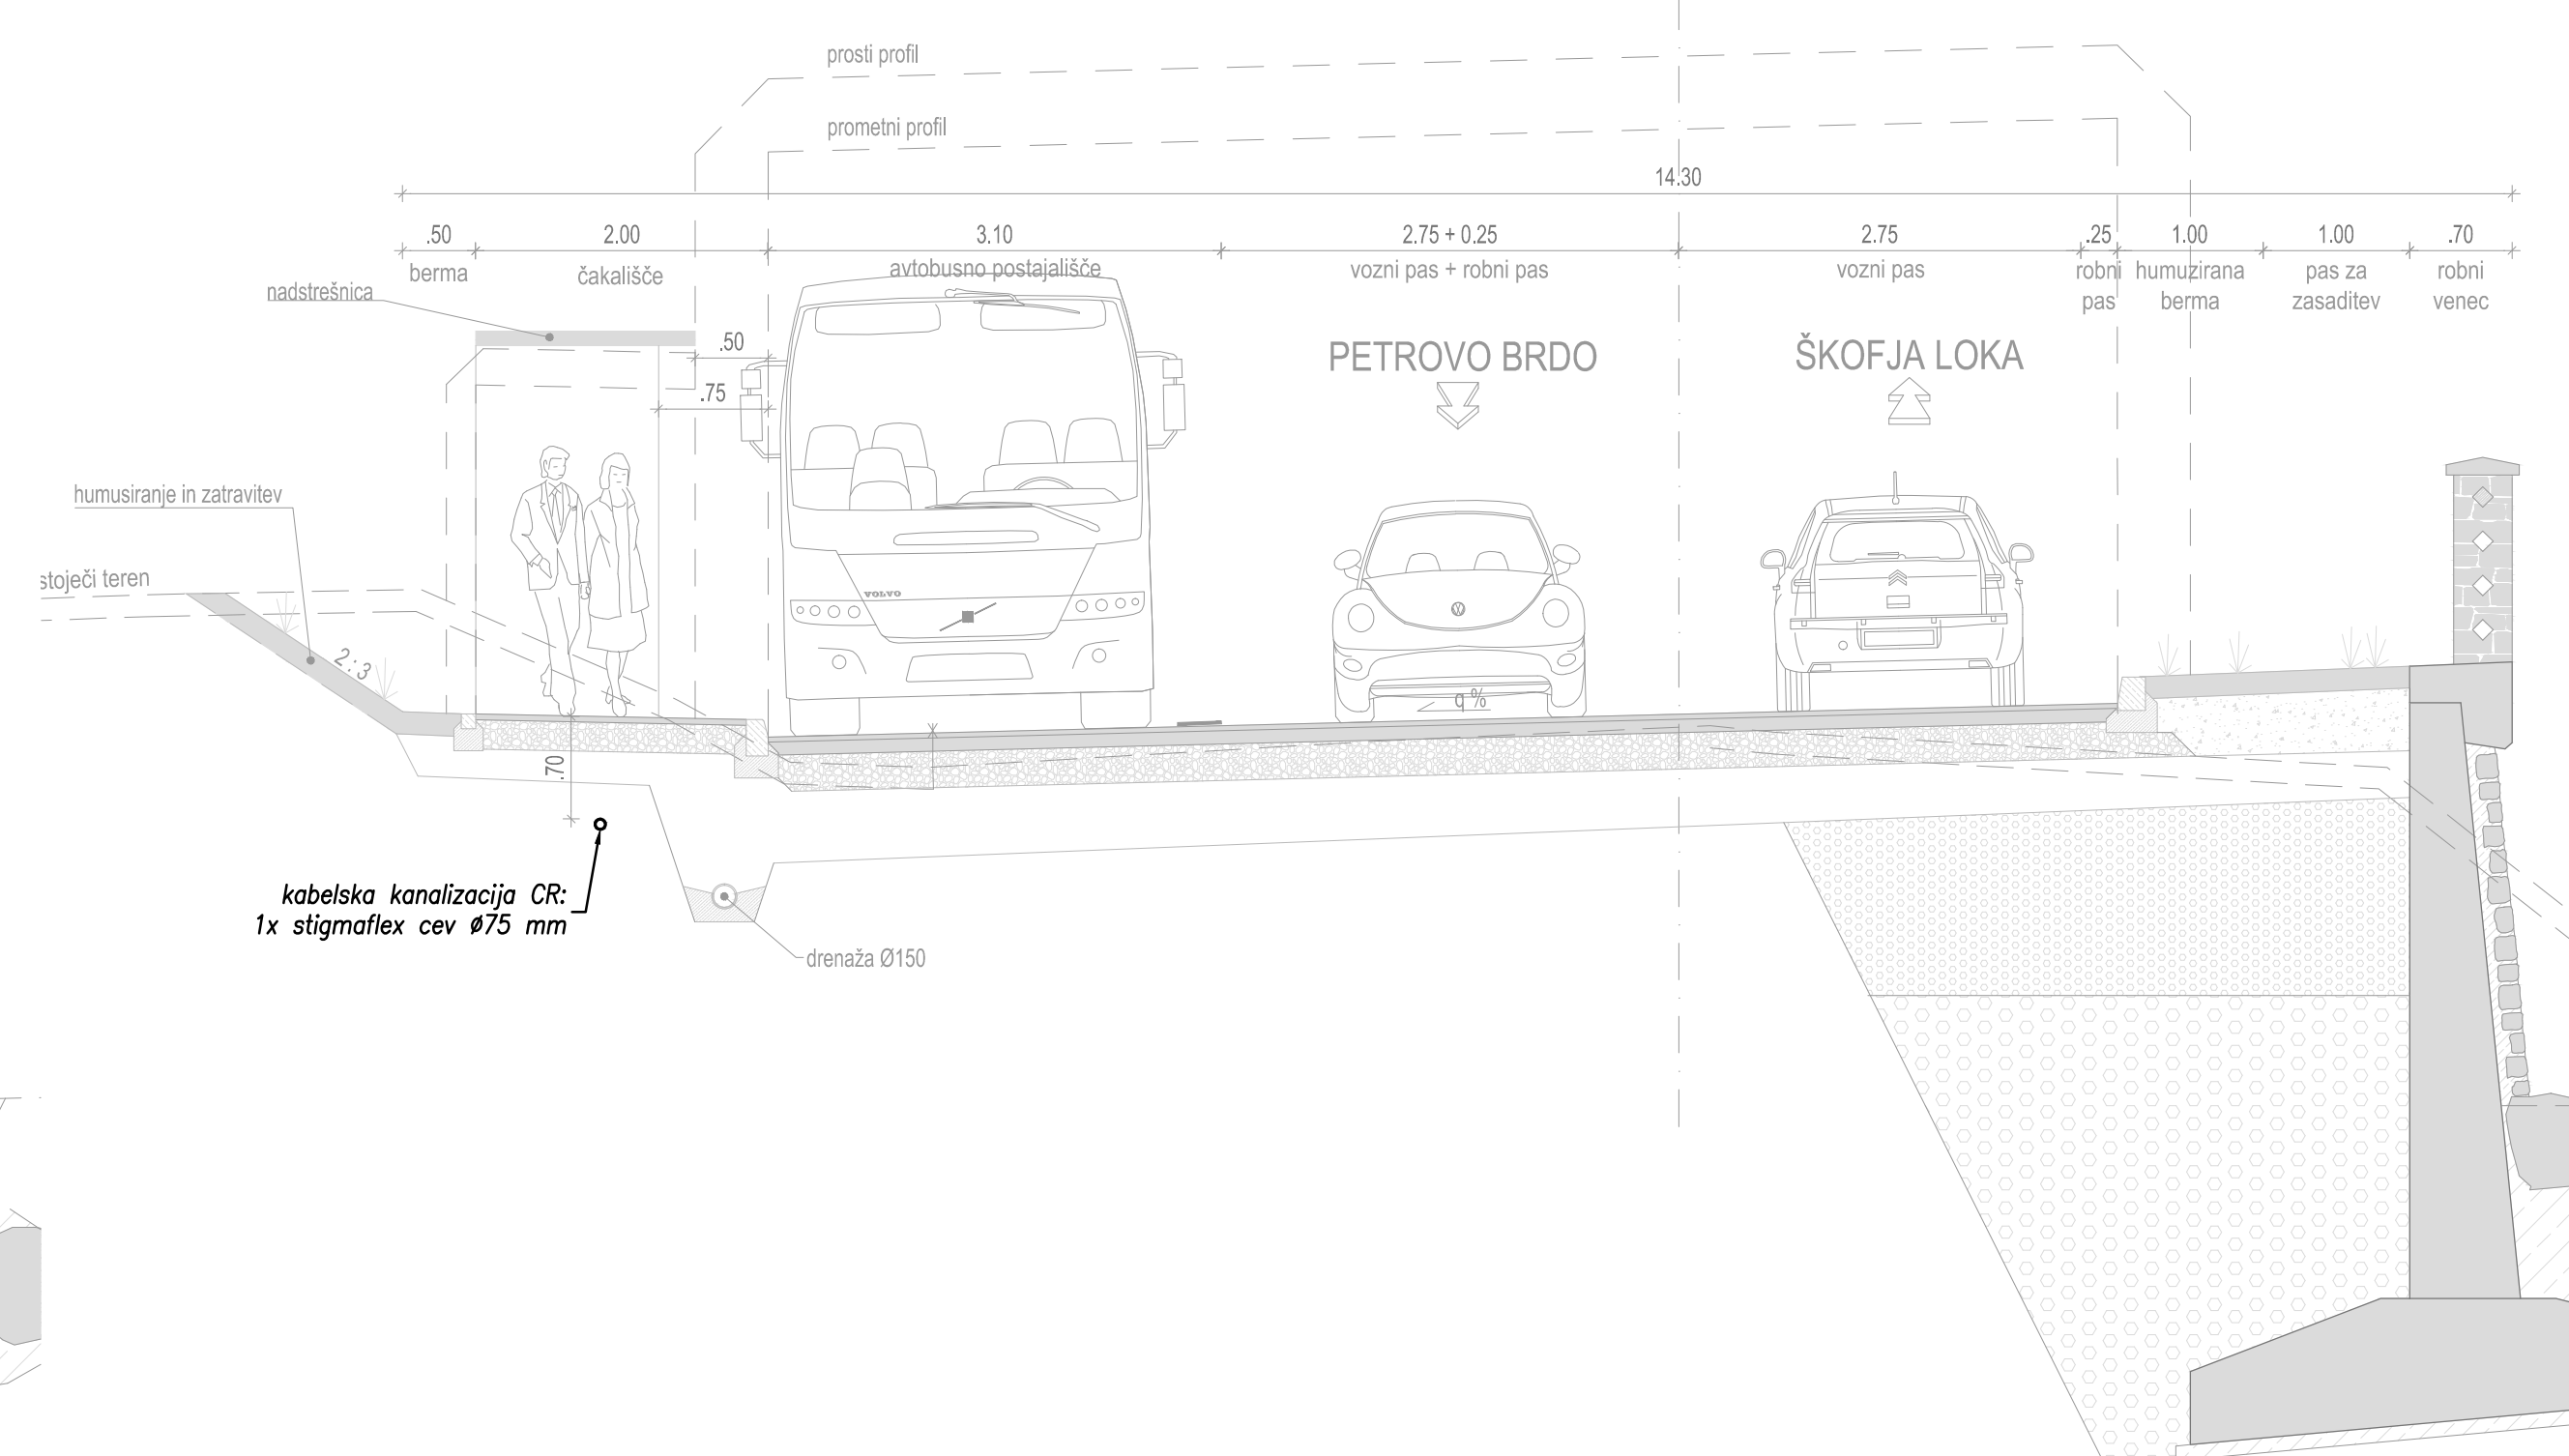 prosti profil
prometni profil
14.30
.50
2.00
3.10
2.75 + 0.25
2.75
.25
1.00
1.00
.70
berma
čakališče
avtobusno postajališče
vozni pas + robni pas
vozni pas
robni
pas
humuzirana
berma
pas za
zasaditev
robni
venec
nadstrešnica
.50
.75
PETROVO BRDO
ŠKOFJA LOKA
humusiranje in zatravitev
stoječi teren
2:3
VOLVO
q %
.70
kabelska kanalizacija CR:
1x stigmaflex cev Ø75 mm
drenaža Ø150